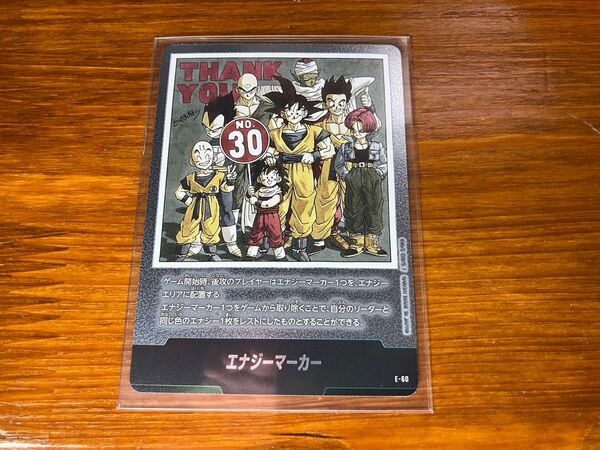 THANK
YOU
NO.
30
ゲーム開始時、後攻のプレイヤーはエナジーマーカー1つを、エナジー
エリアに配置する。
エナジーマーカー1つをゲームから取り除くことで、自分のリーダーと
同じ色のエナジー1枚をレストにしたものとすることができる。
エナジーマーカー
E-60